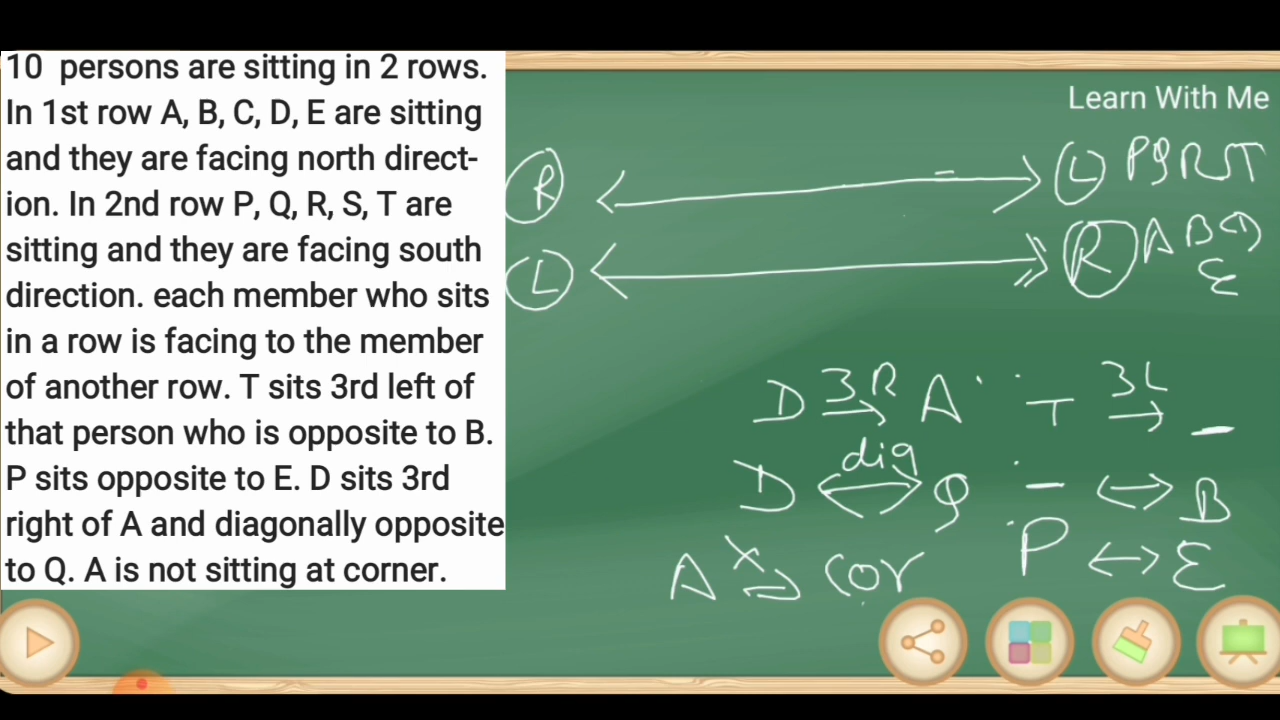 10 persons are sitting in 2 rows.
In 1st row A, B, C, D, E are sitting
and they are facing north direct-
ion. In 2nd row P, Q, R, S, T are
sitting and they are facing south
direction. each member who sits
in a row is facing to the member
of another row. T sits 3rd left of
that person who is opposite to B.
P sits opposite to E. D sits 3rd
right of A and diagonally opposite
to Q. A is not sitting at corner.
Learn With Me
R L P Q R S T
L R A B C D
E
D 3R A T 3L _
D dig Q _ B
A x cor P E